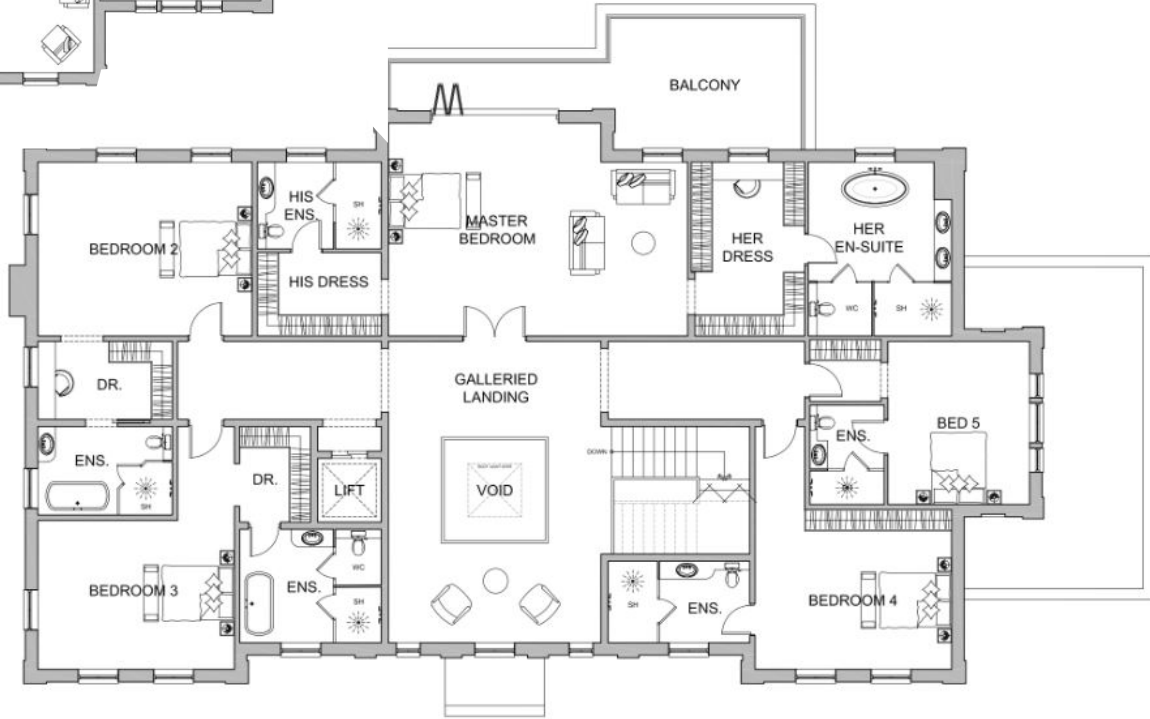 BALCONY
HIS
ENS.
SH
MASTER
BEDROOM
HER
DRESS
HER
EN-SUITE
BEDROOM 2
HIS DRESS
WC
SH
DR.
GALLERIED
LANDING
BED 5
ENS.
ENS.
DOWN
DR.
LIFT
VOID
SH
BEDROOM 3
ENS.
WC
SH
SH
ENS.
BEDROOM 4